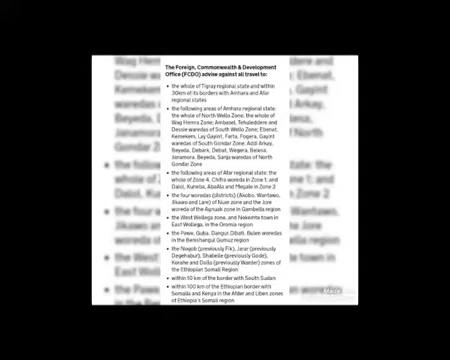 The Foreign, Commonwealth & Development
Office (FCDO) advise against all travel to:
• the whole of Tigray regional state and within
30km of its borders with Amhara and Afar
regional states
• the following areas of Amhara regional state:
the whole of North Wello Zone; the whole of
Wag Hemra Zone; Ambasel, Tehuledere and
Dessie waredas of South Wello Zone; Ebenat,
Kemekem, Lay Gayint, Farta, Fogera, Gayint
waredas of South Gondar Zone; Addi Arkay,
Beyeda, Debark, Debat, Wegera, Belesa,
Janamora, Beyeda, Sanja waredas of North
Gondar Zone
• the following areas of Afar regional state: the
whole of Zone 4, Chifra woreda in Zone 1; and
Dalol, Kuneba, AbaAla and Megale in Zone 2
• the four woredas (districts) (Akobo, Wantawo,
Jikawo and Lare) of Nuer zone and the Jore
woreda of the Agnuak zone in Gambella region
• the West Wollega zone, and Nekemte town in
East Wollega, in the Oromia region
• the Pawe, Guba, Dangur, Dibati, Bulen woredas in
the Benishangul Gumuz region
• the Nogob (previously Fik), Jarar (previously
Degehabur), Shabelle (previously Gode),
Korahe and Dollo (previously Warder) zones of
the Ethiopian Somali Region
• within 10 km of the border with South Sudan
• within 100 km of the Ethiopian border with
Somalia and Kenya in the Afder and Liben zones
of Ethiopia's Somali region